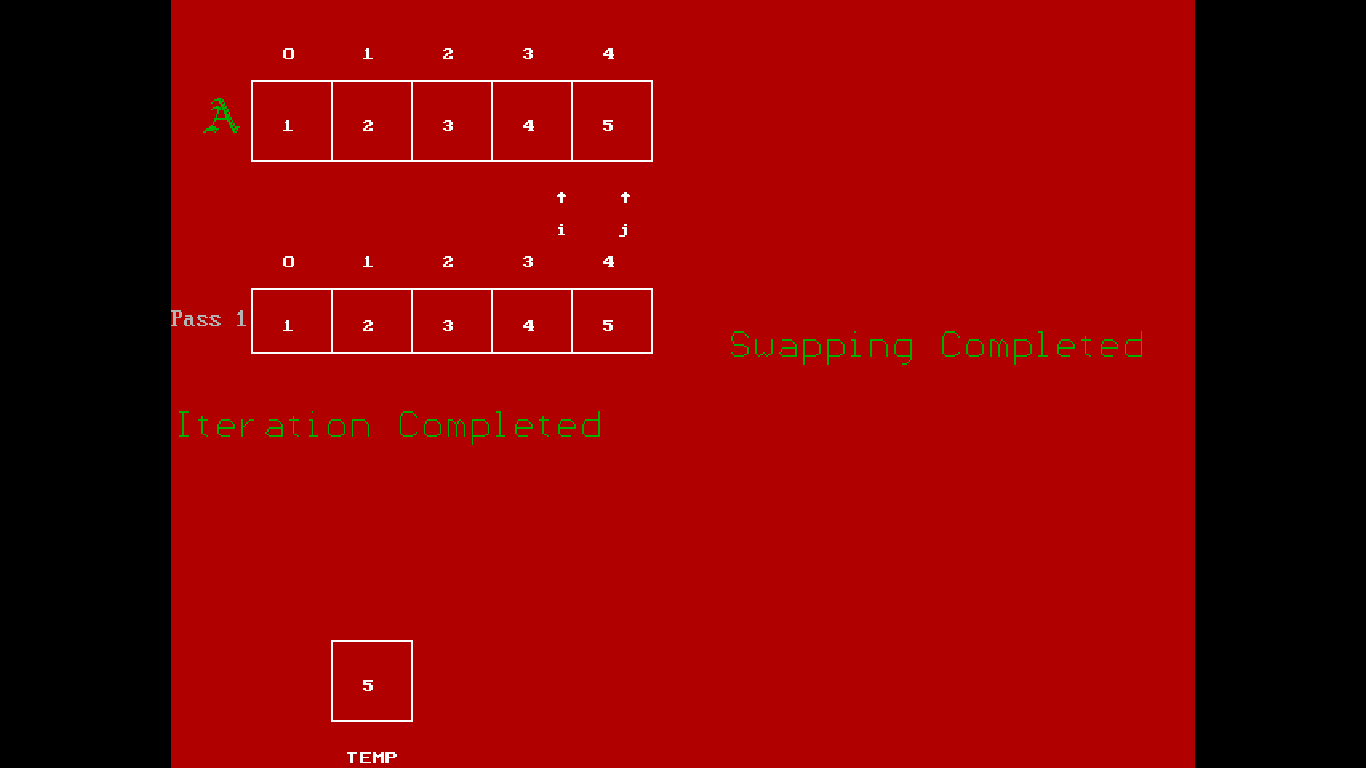 0 1 2 3 4
A 1 2 3 4 5
↑ ↑
i j
0 1 2 3 4
Pass 1 1 2 3 4 5
Swapping Completed
Iteration Completed
5
TEMP